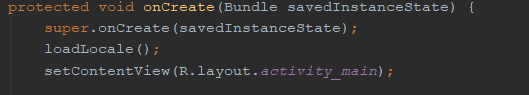 protected void onCreate(Bundle savedInstanceState) {
super.onCreate(savedInstanceState);
loadLocale();
setContentView(R.layout.activity_main);